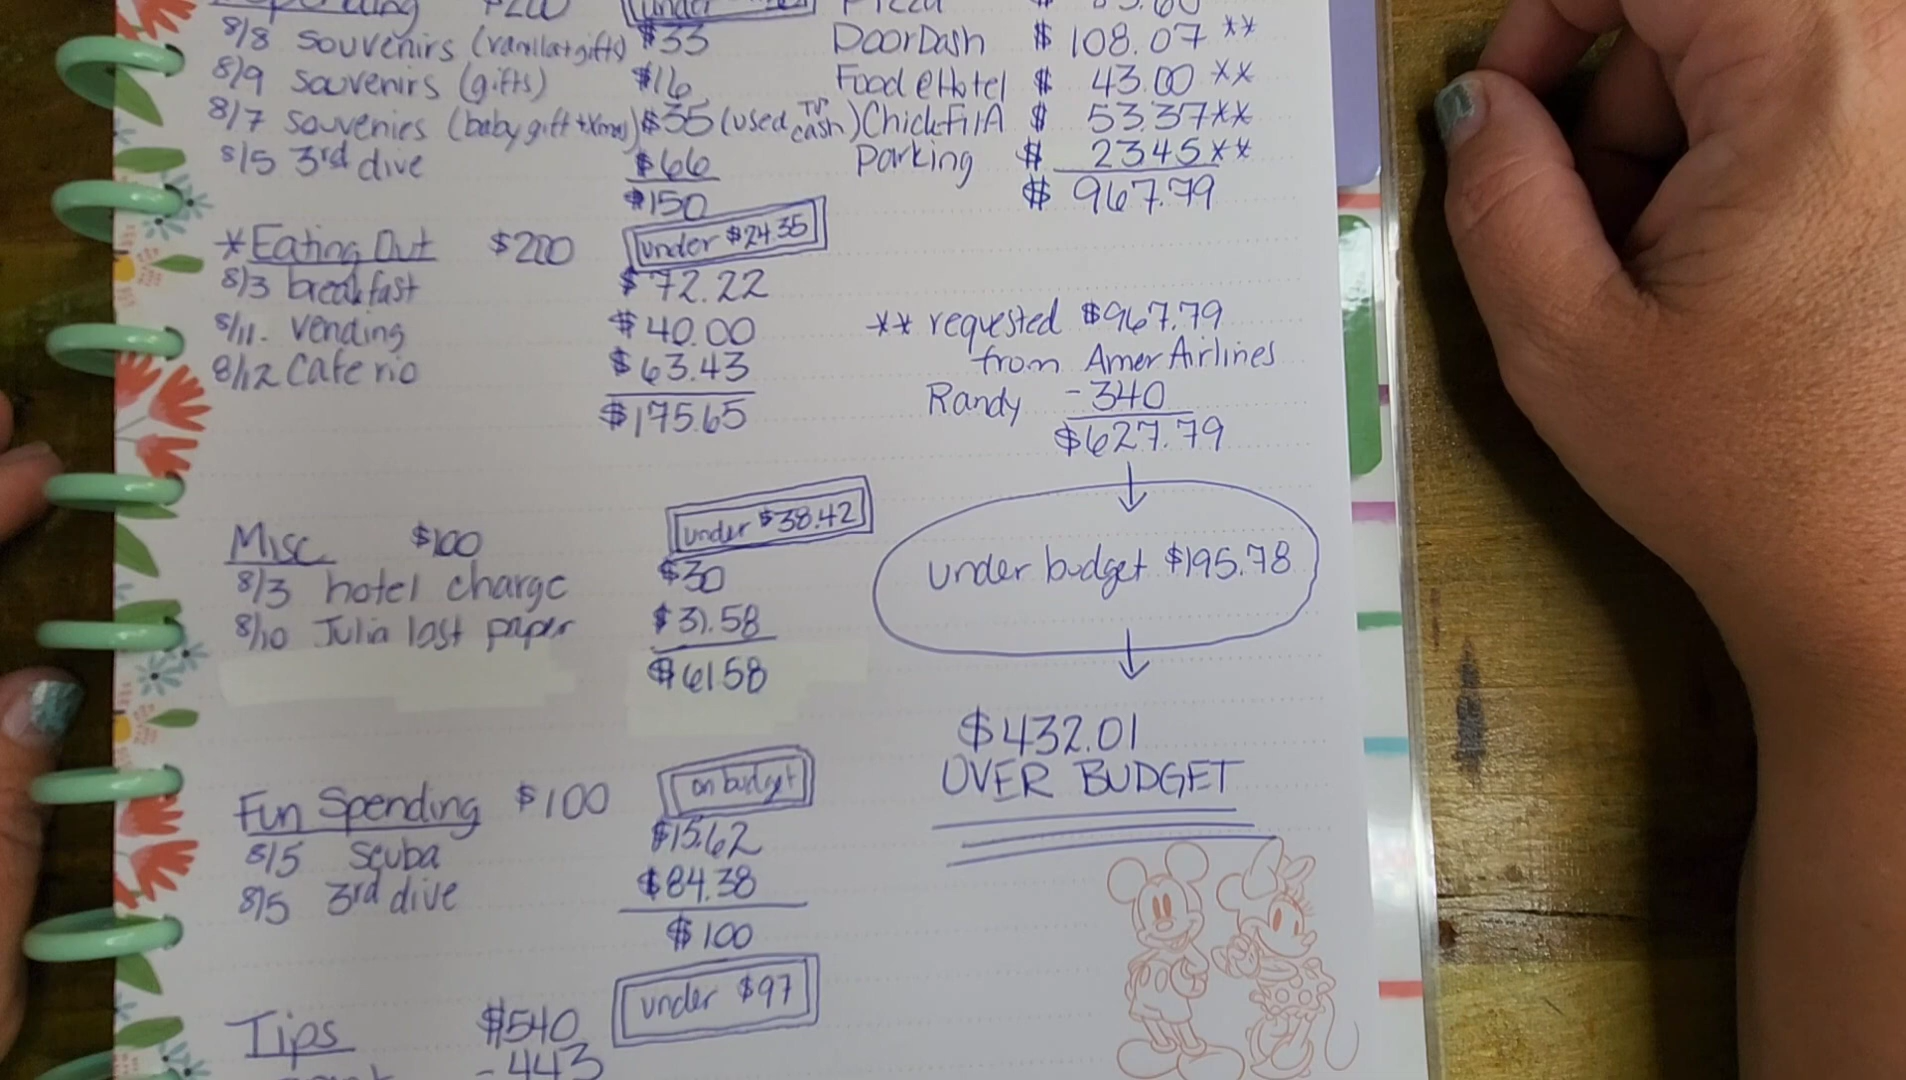 $200
Pizza $ 83.60
8/8 souvenirs (vanilla+gifts) $33
8/9 souvenirs (gifts) $16
8/7 souvenies (baby gift + Xmas) $35 (used TP cash)
8/5 3rd dive $66
$150
DoorDash $ 108.07 **
Food @ Hotel $ 43.00 **
ChickFilA $ 53.37**
Parking $ 23.45**
$ 967.79
*Eating Out $200 under $24.35
8/3 breakfast $72.22
8/11. vending $40.00
8/12 Cafe rio $63.43
$175.65
** requested $967.79
from Amer Airlines
Randy -340
$627.79
under budget $195.78
$432.01
OVER BUDGET
Misc $100 under $38.42
8/3 hotel charge $30
8/10 Julia lost paper $31.58
$61.58
Fun Spending $100 on budget
8/5 scuba $15.62
8/5 3rd dive $84.38
$100
Tips $540 under $97
-443